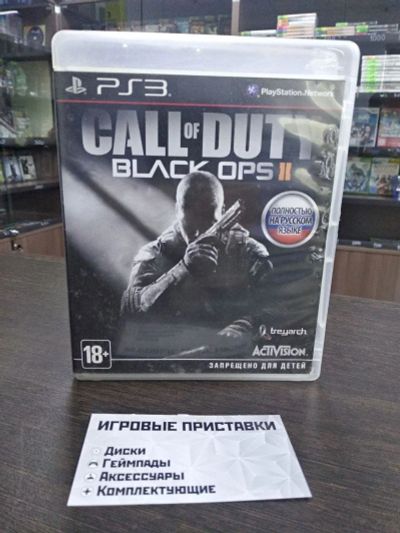 PS3
PlayStation.Network
CALL OF DUTY
BLACK OPS II
ПОЛНОСТЬЮ
НА РУССКОМ
ЯЗЫКЕ
treyarch
18+
ACTIVISION
ЗАПРЕЩЕНО ДЛЯ ДЕТЕЙ
ИГРОВЫЕ ПРИСТАВКИ
Диски
Геймпады
Аксессуары
Комплектующие